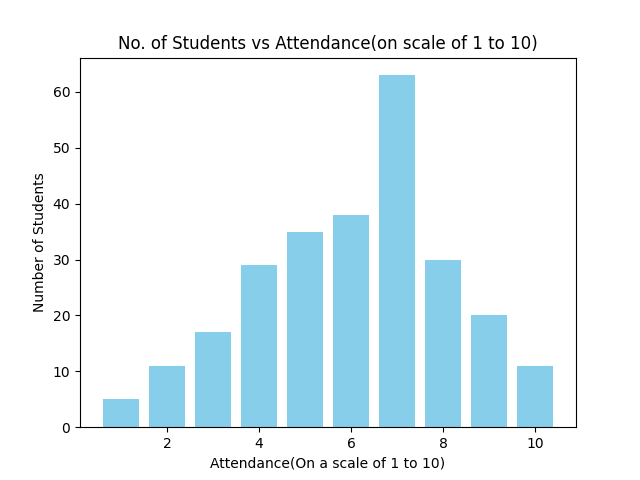 No. of Students vs Attendance(on scale of 1 to 10)
Number of Students
60
50
40
30
20
10
0
2 4 6 8 10
Attendance(On a scale of 1 to 10)